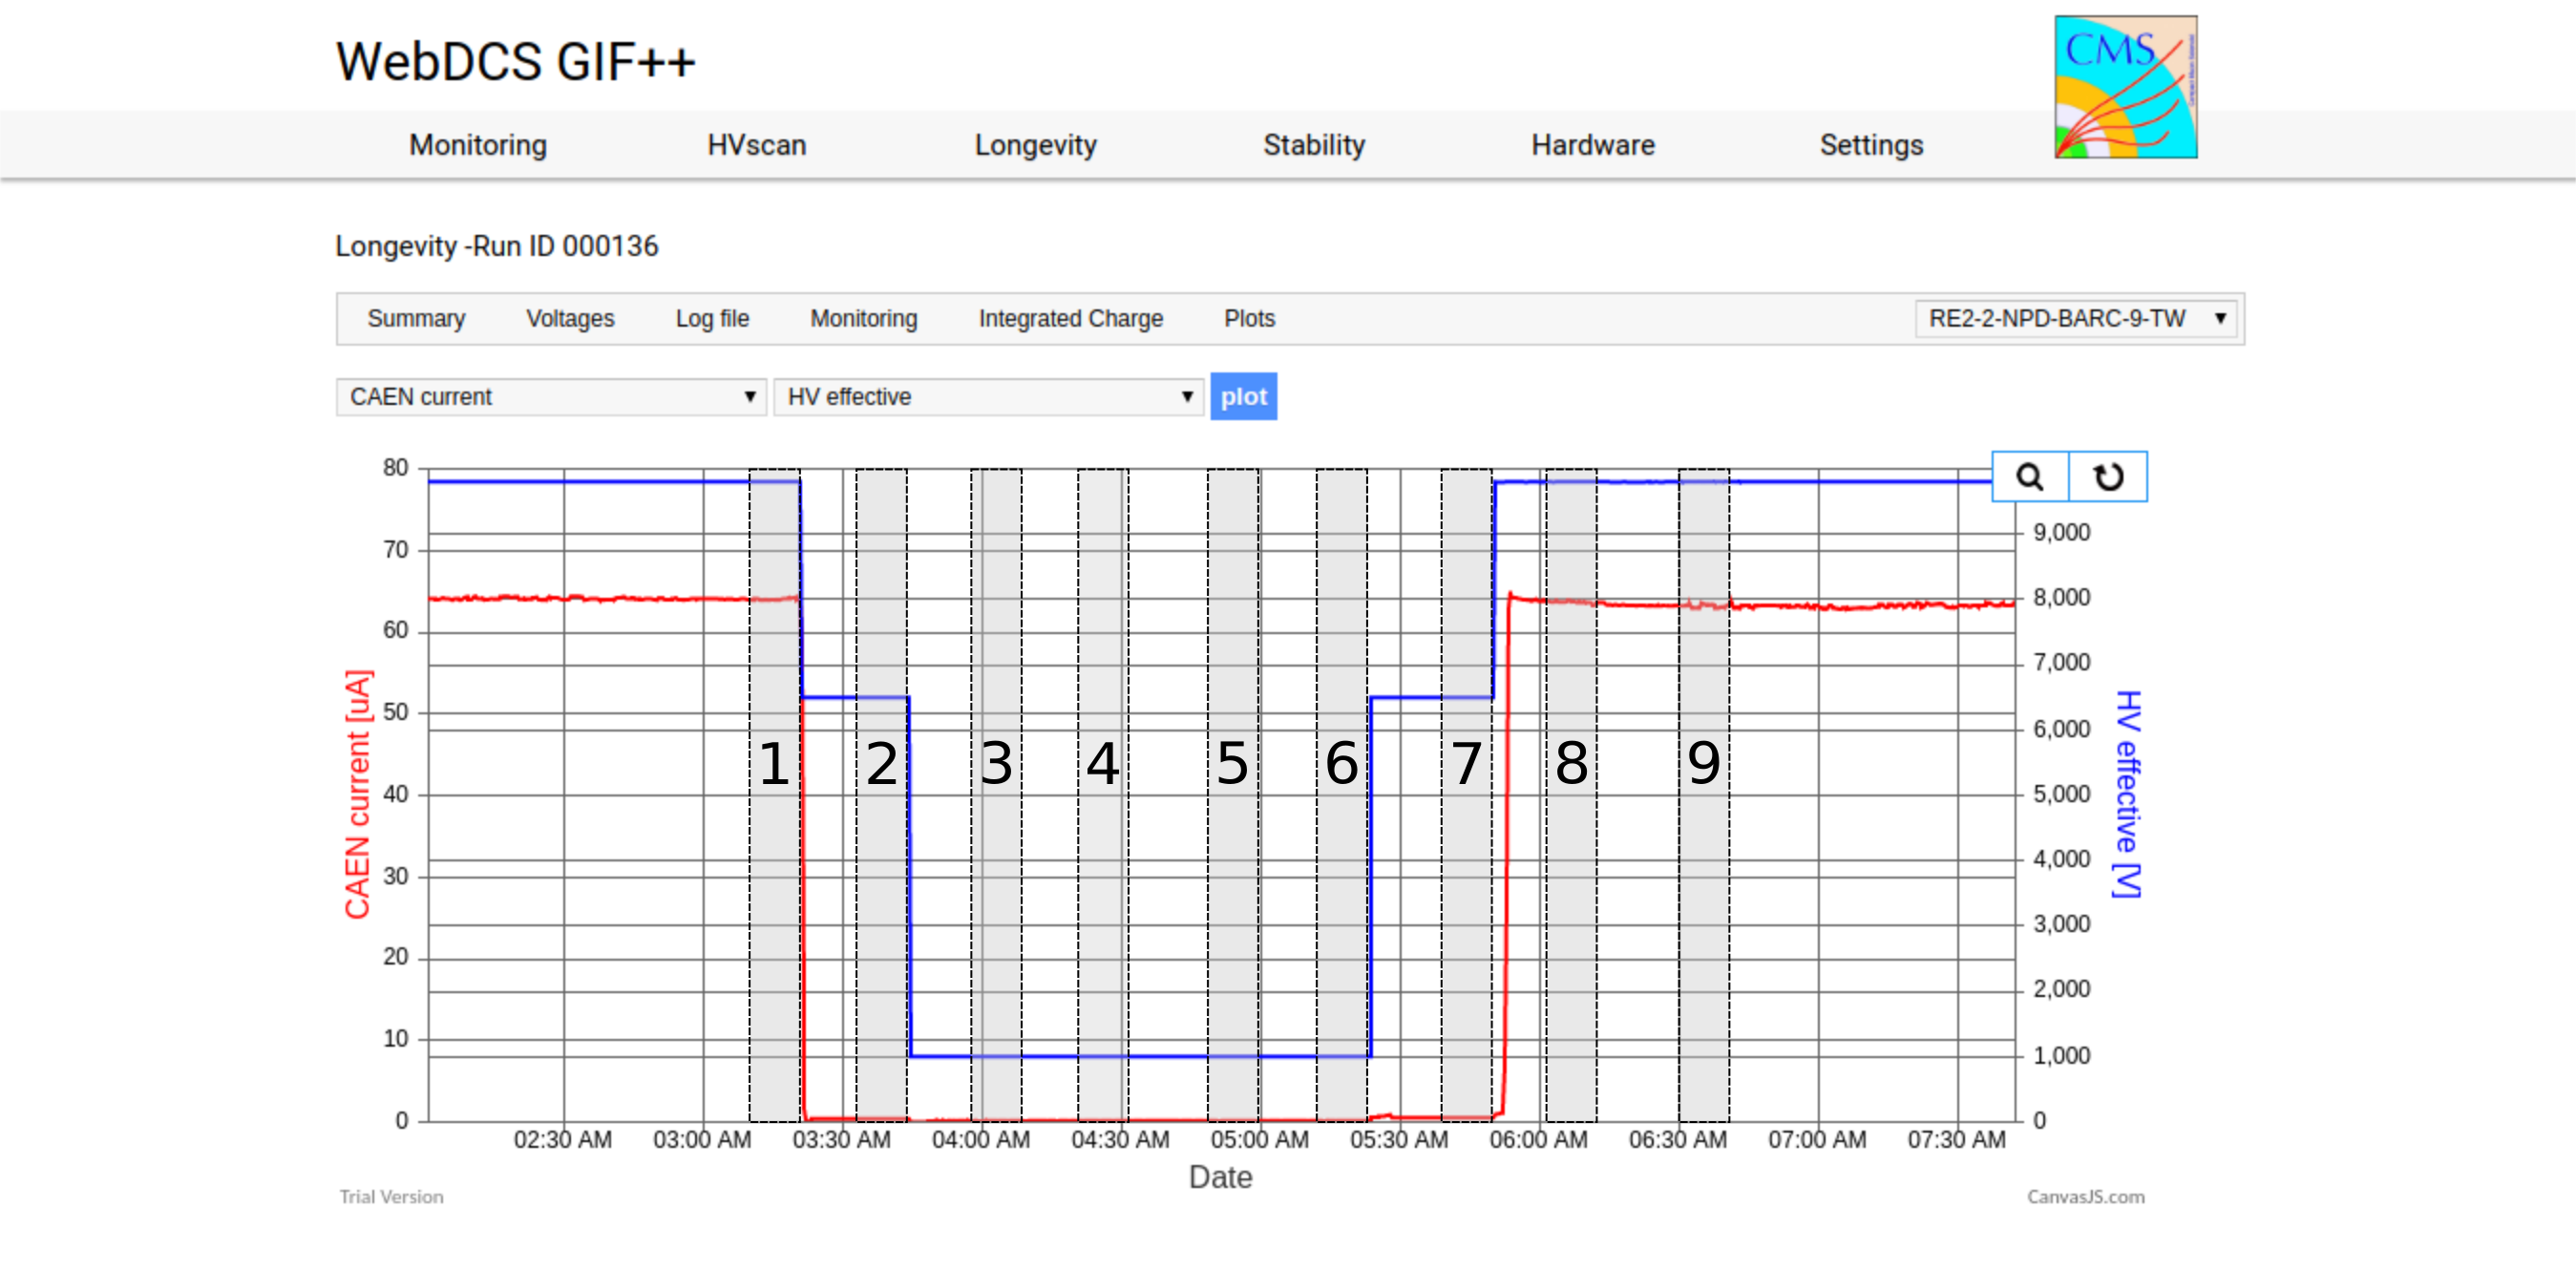 WebDCS GIF++
CMS
Monitoring HVscan Longevity Stability Hardware Settings
Longevity -Run ID 000136
Summary Voltages Log file Monitoring Integrated Charge Plots RE2-2-NPD-BARC-9-TW
CAEN current HV effective plot
80
70
60
50
40
30
20
10
0
CAEN current [uA]
1 2 3 4 5 6 7 8 9
9,000
8,000
7,000
6,000
5,000
4,000
3,000
2,000
1,000
0
HV effective [V]
02:30 AM 03:00 AM 03:30 AM 04:00 AM 04:30 AM 05:00 AM 05:30 AM 06:00 AM 06:30 AM 07:00 AM 07:30 AM
Date
Trial Version CanvasJS.com